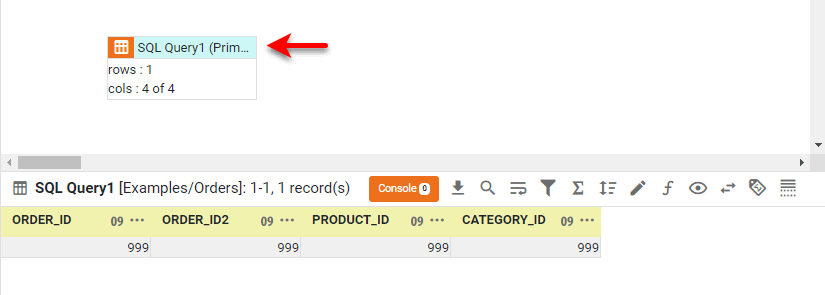 SQL Query1 (Prim...
rows : 1
cols : 4 of 4
SQL Query1 [Examples/Orders]: 1-1, 1 record(s) Console 0
ORDER_ID 09 ORDER_ID2 09 PRODUCT_ID 09 CATEGORY_ID 09
999 999 999 999